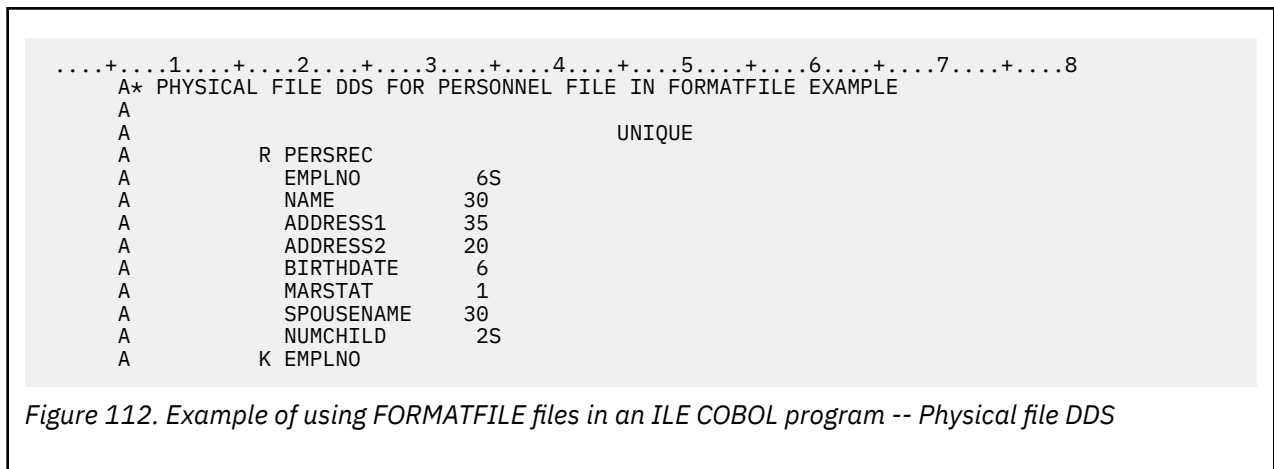 ....+....1....+....2....+....3....+....4....+....5....+....6....+....7....+....8
A* PHYSICAL FILE DDS FOR PERSONNEL FILE IN FORMATFILE EXAMPLE
A
A                                      UNIQUE
A          R PERSREC
A            EMPLNO         6S
A            NAME          30
A            ADDRESS1      35
A            ADDRESS2      20
A            BIRTHDATE      6
A            MARSTAT        1
A            SPOUSENAME    30
A            NUMCHILD       2S
A          K EMPLNO
Figure 112. Example of using FORMATFILE files in an ILE COBOL program -- Physical file DDS